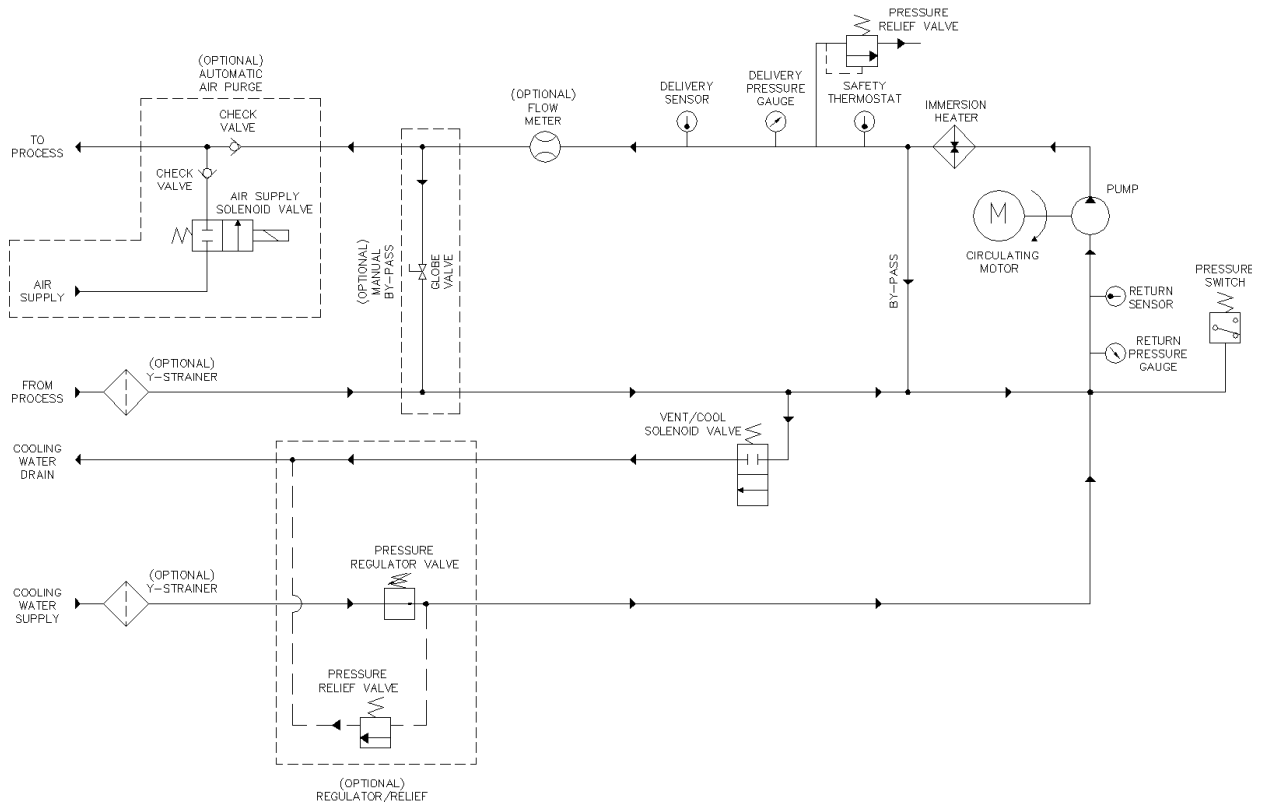 PRESSURE
RELIEF VALVE
(OPTIONAL)
AUTOMATIC
AIR PURGE
CHECK
VALVE
TO
PROCESS
CHECK
VALVE
AIR SUPPLY
SOLENOID VALVE
AIR
SUPPLY
(OPTIONAL)
MANUAL
BY-PASS
GLOBE
VALVE
(OPTIONAL)
FLOW
METER
DELIVERY
SENSOR
DELIVERY
PRESSURE
GAUGE
SAFETY
THERMOSTAT
IMMERSION
HEATER
PUMP
M
CIRCULATING
MOTOR
BY-PASS
RETURN
SENSOR
RETURN
PRESSURE
GAUGE
PRESSURE
SWITCH
FROM
PROCESS
(OPTIONAL)
Y-STRAINER
VENT/COOL
SOLENOID VALVE
COOLING
WATER
DRAIN
PRESSURE
REGULATOR VALVE
COOLING
WATER
SUPPLY
(OPTIONAL)
Y-STRAINER
PRESSURE
RELIEF VALVE
(OPTIONAL)
REGULATOR/RELIEF